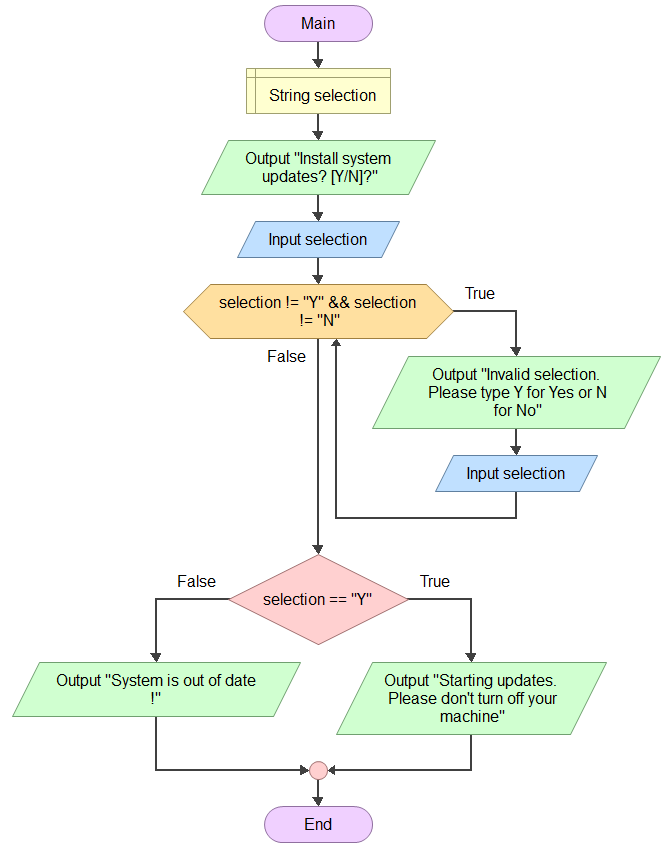 Main
String selection
Output "Install system
updates? [Y/N]?"
Input selection
selection != "Y" && selection
!= "N"
True
False
Output "Invalid selection.
Please type Y for Yes or N
for No"
Input selection
False
True
selection == "Y"
Output "System is out of date
!"
Output "Starting updates.
Please don't turn off your
machine"
End